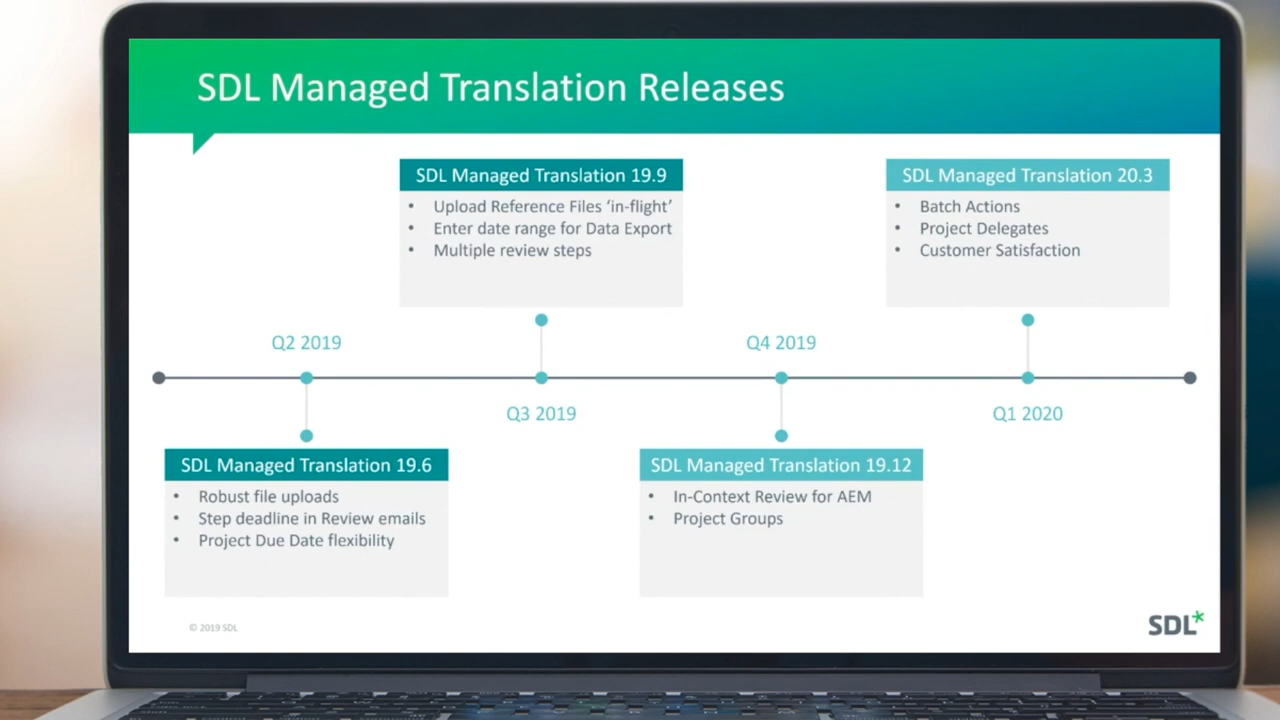 SDL Managed Translation Releases
SDL Managed Translation 19.9
• Upload Reference Files ‘in-flight’
• Enter date range for Data Export
• Multiple review steps
SDL Managed Translation 20.3
• Batch Actions
• Project Delegates
• Customer Satisfaction
Q2 2019
Q4 2019
Q3 2019
Q1 2020
SDL Managed Translation 19.6
• Robust file uploads
• Step deadline in Review emails
• Project Due Date flexibility
SDL Managed Translation 19.12
• In-Context Review for AEM
• Project Groups
© 2019 SDL
SDL*